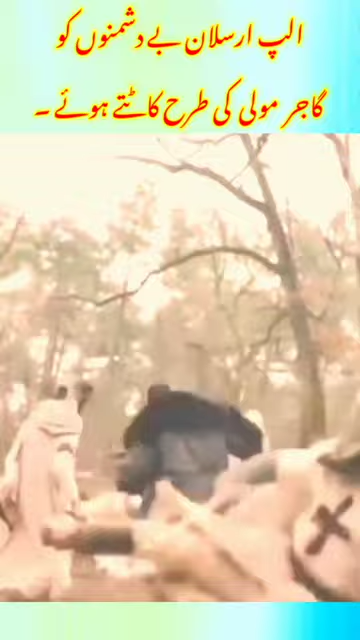 الپ ارسلان بے دشمنوں کو
گاجر مولی کی طرح کاٹتے ہوئے ۔